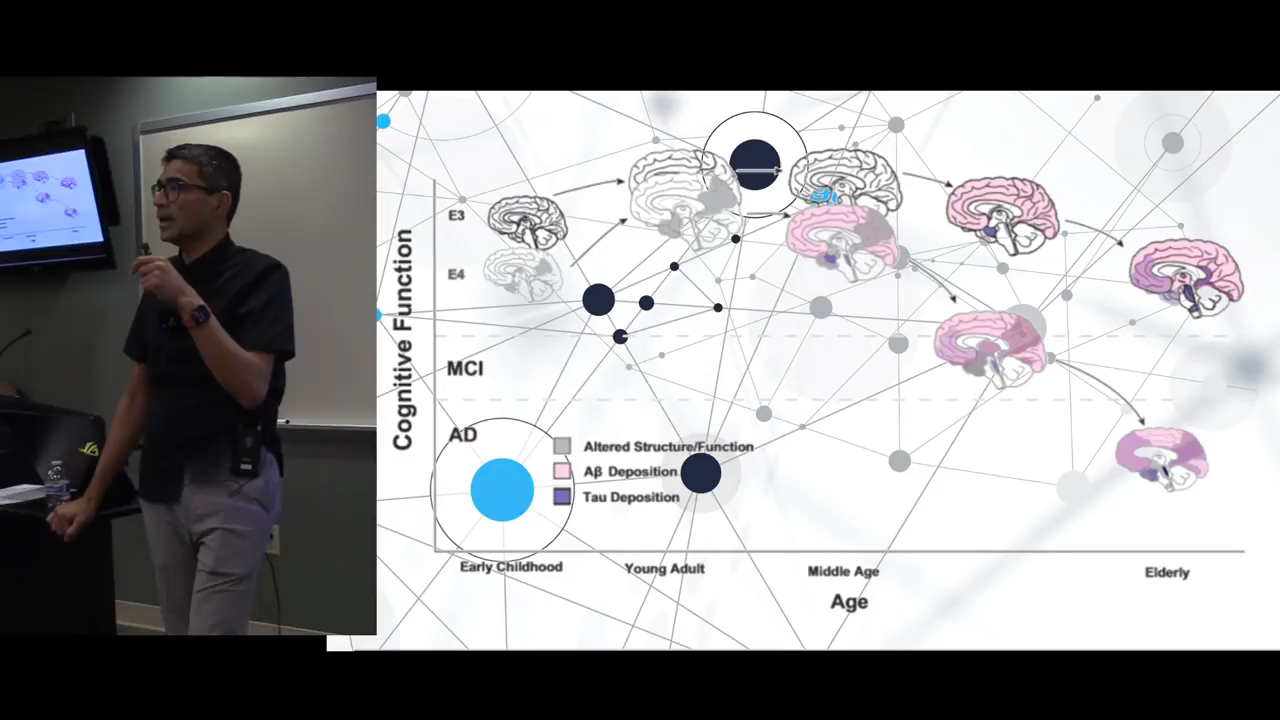 E3
E4
Cognitive Function
MCI
AD
Altered Structure/Function
Aβ Deposition
Tau Deposition
Early Childhood
Young Adult
Middle Age
Elderly
Age